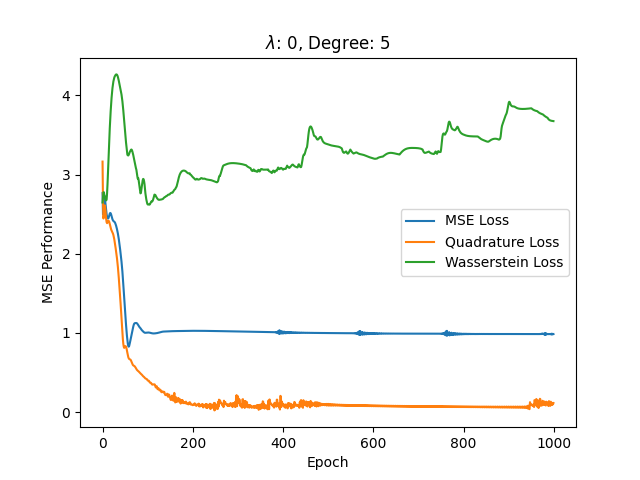 λ: 0, Degree: 5
4
3
2
1
0
MSE Performance
MSE Loss
Quadrature Loss
Wasserstein Loss
0 200 400 600 800 1000
Epoch